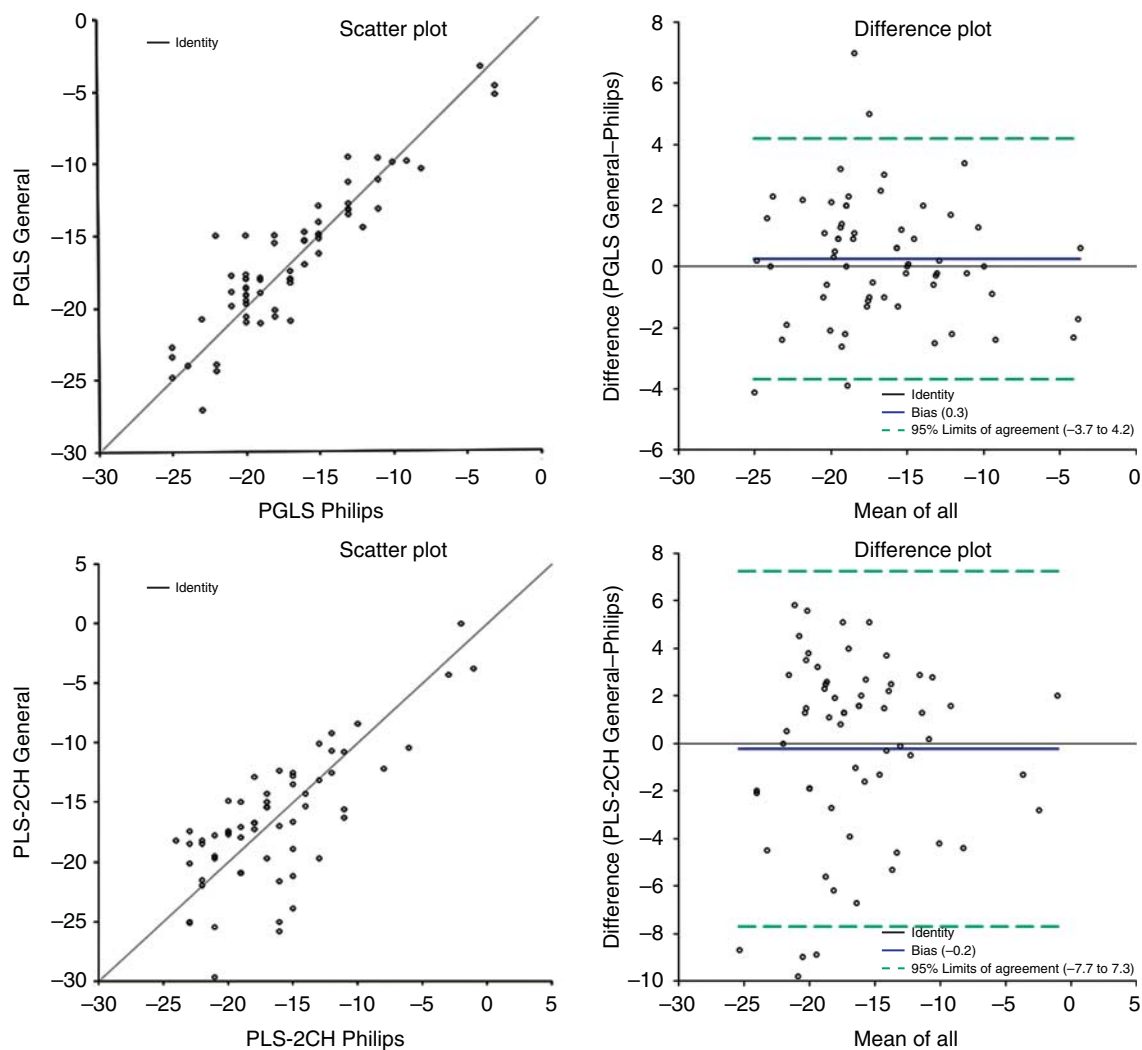 Scatter plot
Identity
0
−5
−10
−15
−20
−25
−30
PGLS General
−30 −25 −20 −15 −10 −5 0
PGLS Philips
Difference plot
8
6
4
2
0
−2
−4
−6
Difference (PGLS General–Philips)
Identity
Bias (0.3)
95% Limits of agreement (−3.7 to 4.2)
−30 −25 −20 −15 −10 −5 0
Mean of all
Scatter plot
Identity
5
0
−5
−10
−15
−20
−25
−30
PLS-2CH General
−30 −25 −20 −15 −10 −5 0 5
PLS-2CH Philips
Difference plot
8
6
4
2
0
−2
−4
−6
−8
−10
Difference (PLS-2CH General–Philips)
Identity
Bias (−0.2)
95% Limits of agreement (−7.7 to 7.3)
−30 −25 −20 −15 −10 −5 0 5
Mean of all